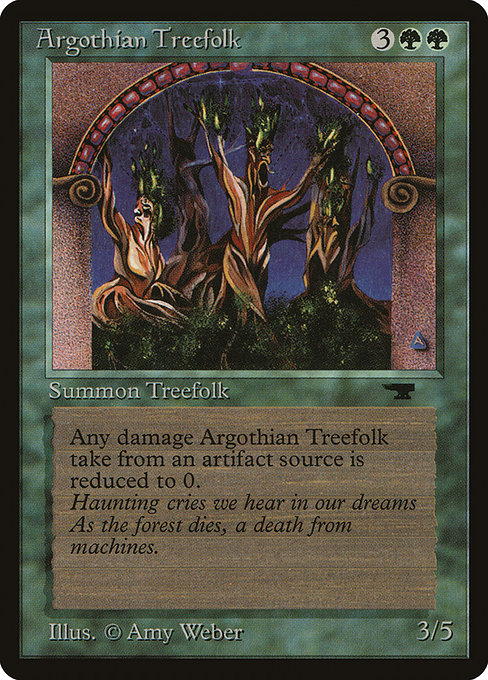 Argothian Treefolk 3
Summon Treefolk
Any damage Argothian Treefolk
take from an artifact source is
reduced to 0.
Haunting cries we hear in our dreams
As the forest dies, a death from
machines.
Illus. © Amy Weber 3/5